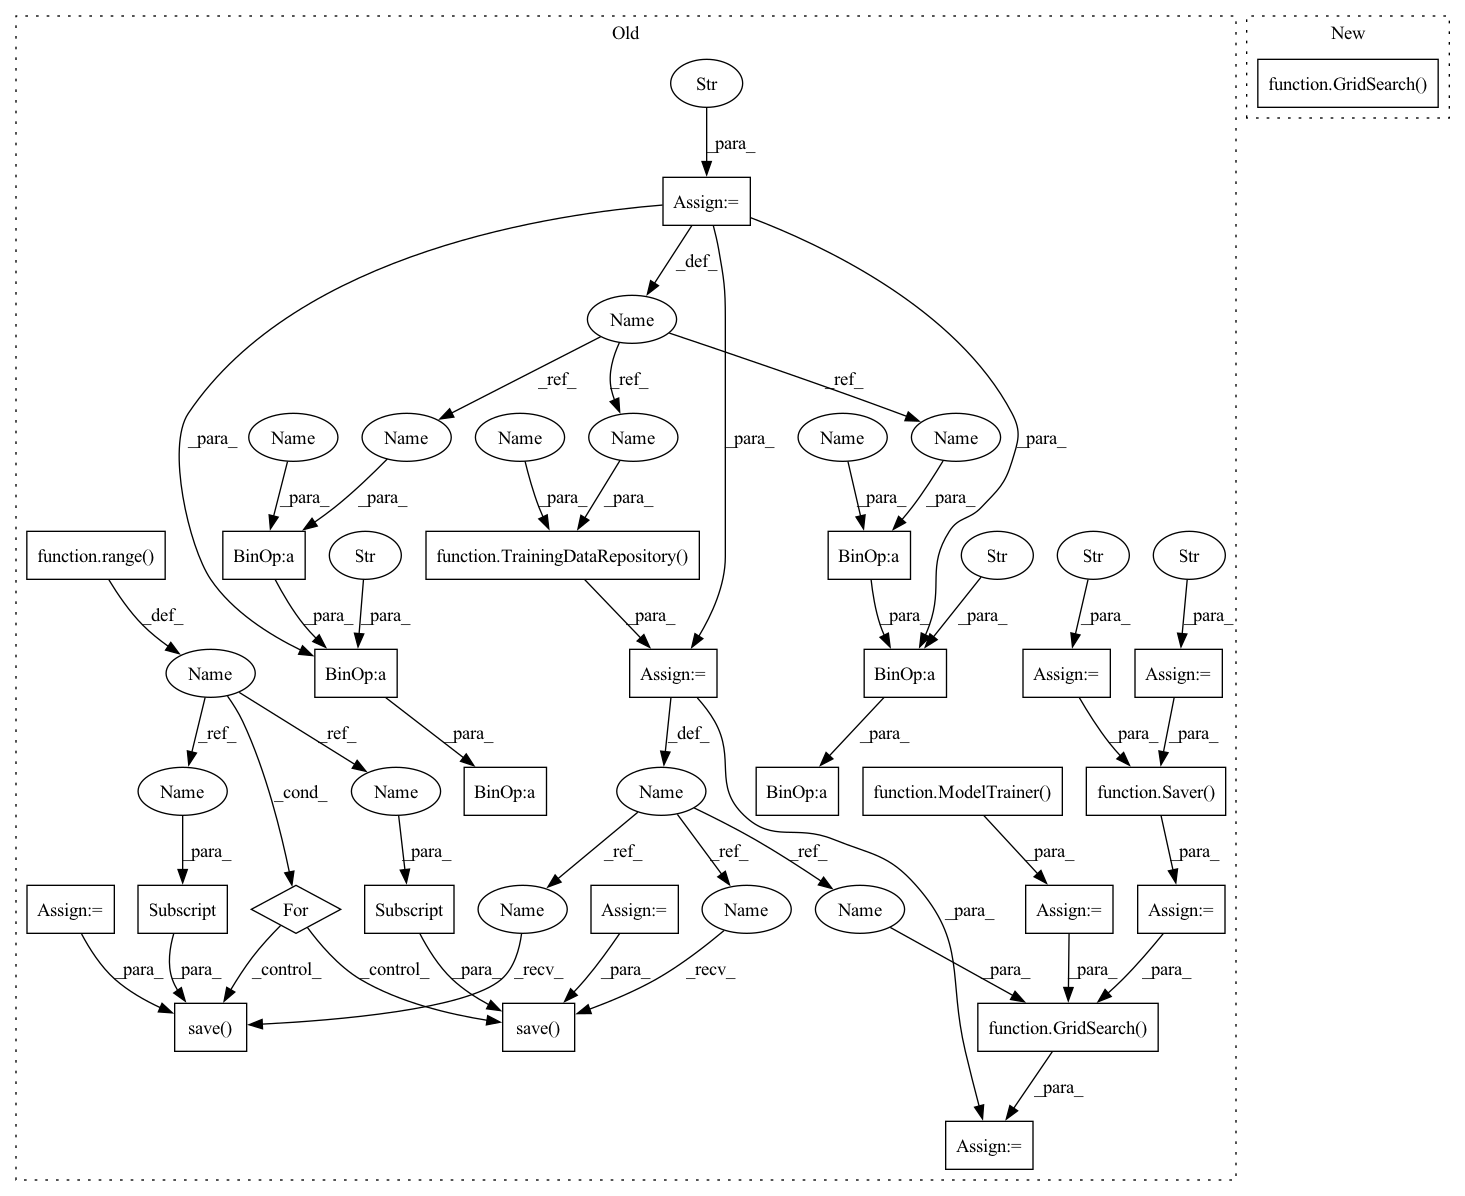 Old
New
Str
function.GridSearch()
_para_
Assign:=
_def_
Name
_ref_
_ref_
_ref_
_para_
Name
Name
Name
Name
_para_
Name
Name
_para_
_para_
_para_
_para_
_para_
_para_
_para_
function.range()
BinOp:a
Str
function.TrainingDataRepository()
BinOp:a
Str
Str
Str
_def_
_para_
_para_
_para_
_para_
_para_
_para_
_para_
Name
BinOp:a
Assign:=
BinOp:a
Assign:=
Assign:=
_ref_
_ref_
_para_
_def_
_para_
_para_
_para_
Name
_cond_
Name
BinOp:a
Name
BinOp:a
function.ModelTrainer()
function.Saver()
_para_
_para_
_ref_
_ref_
_ref_
_para_
_para_
Assign:=
Subscript
For
Subscript
Name
Assign:=
Name
Name
_para_
Assign:=
Assign:=
_para_
_para_
_control_
_control_
_para_
_recv_
_para_
_recv_
_para_
_para_
_para_
save()
save()
function.GridSearch()
_para_
Assign:=